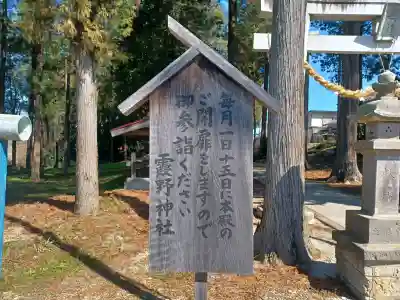 毎月一日十五日に本殿の
ご開扉をしますので
御参詣ください
霞野神社